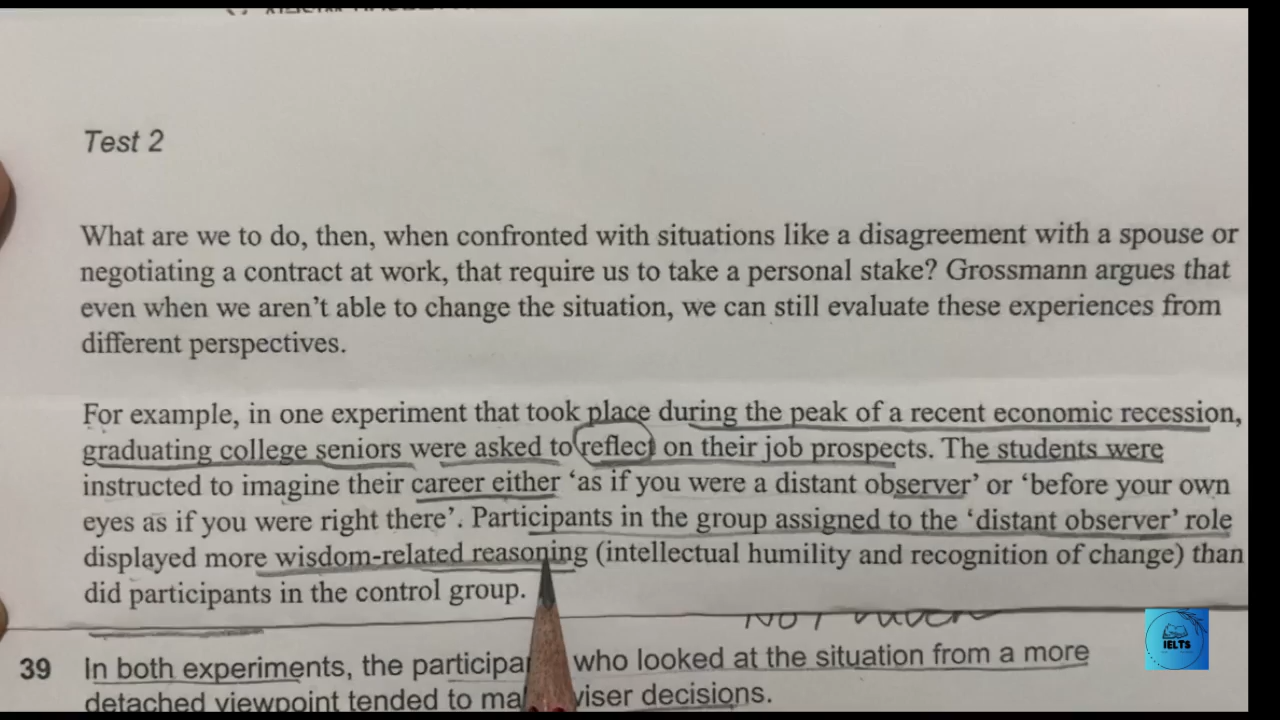 Test 2
What are we to do, then, when confronted with situations like a disagreement with a spouse or
negotiating a contract at work, that require us to take a personal stake? Grossmann argues that
even when we aren't able to change the situation, we can still evaluate these experiences from
different perspectives.
For example, in one experiment that took place during the peak of a recent economic recession,
graduating college seniors were asked to reflect on their job prospects. The students were
instructed to imagine their career either ‘as if you were a distant observer’ or ‘before your own
eyes as if you were right there’. Participants in the group assigned to the ‘distant observer’ role
displayed more wisdom-related reasoning (intellectual humility and recognition of change) than
did participants in the control group.
NOT
39 In both experiments, the who looked at the situation from a more
detached viewpoint tended to decisions.
IELTS